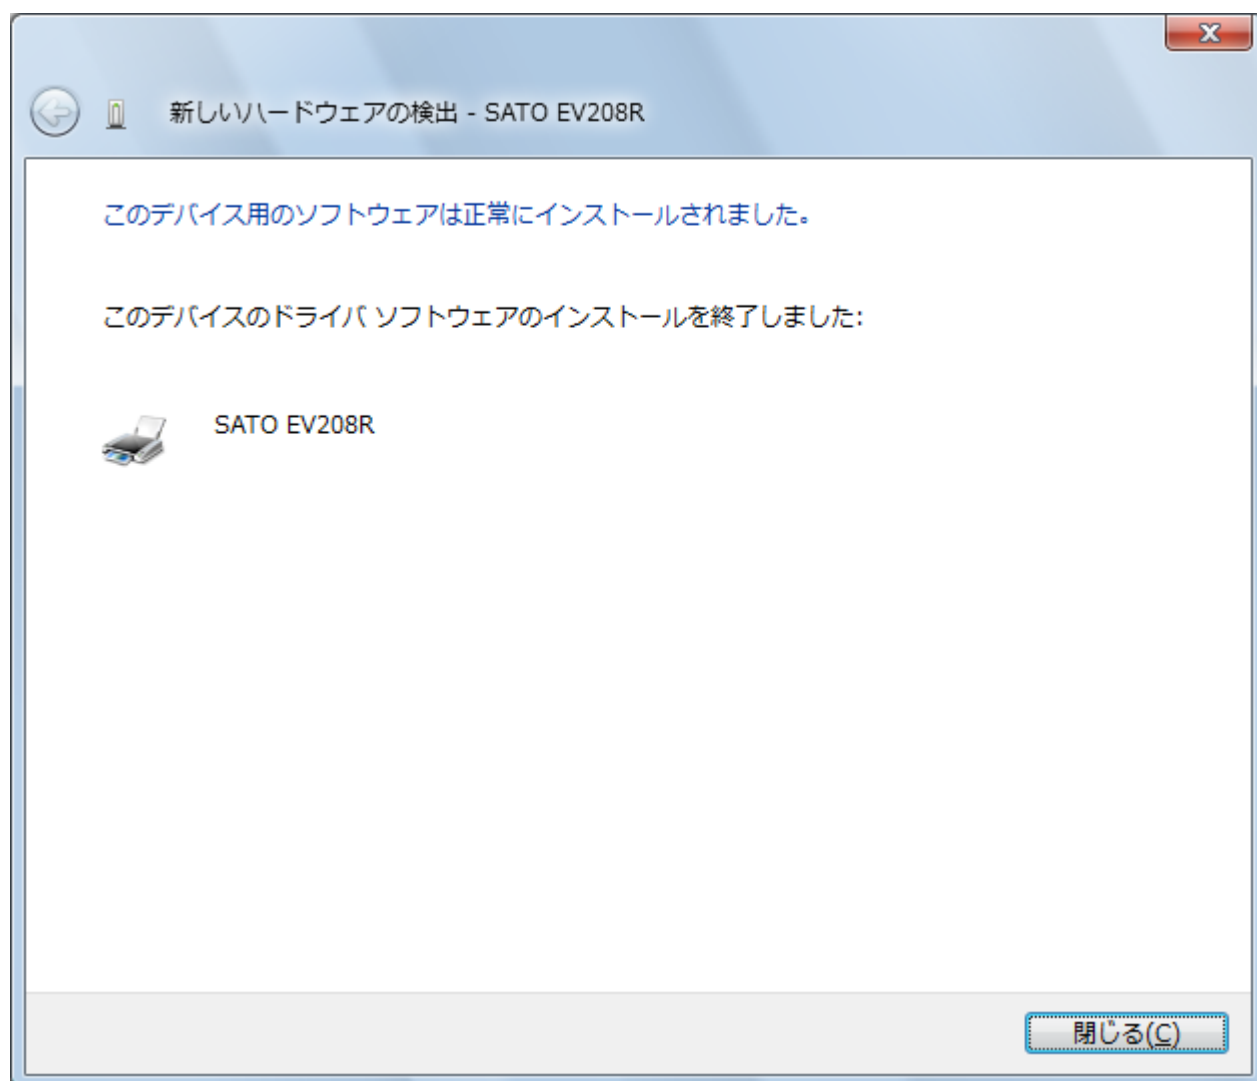 新しいハードウェアの検出 - SATO EV208R
このデバイス用のソフトウェアは正常にインストールされました。
このデバイスのドライバ ソフトウェアのインストールを終了しました:
SATO EV208R
閉じる(C)